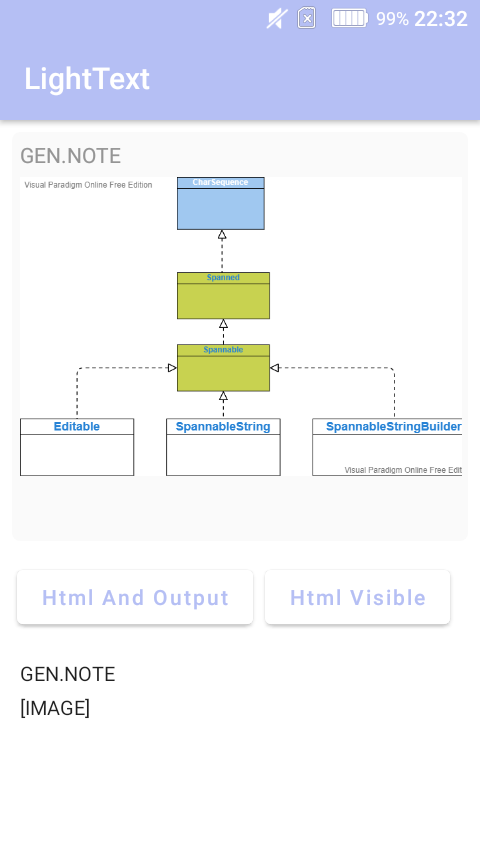 99% 22:32
LightText
GEN.NOTE
Visual Paradigm Online Free Edition
CharSequence
Spanned
Spannable
Editable
SpannableString
SpannableStringBuilder
Visual Paradigm Online Free Edit
Html And Output
Html Visible
GEN.NOTE
[IMAGE]